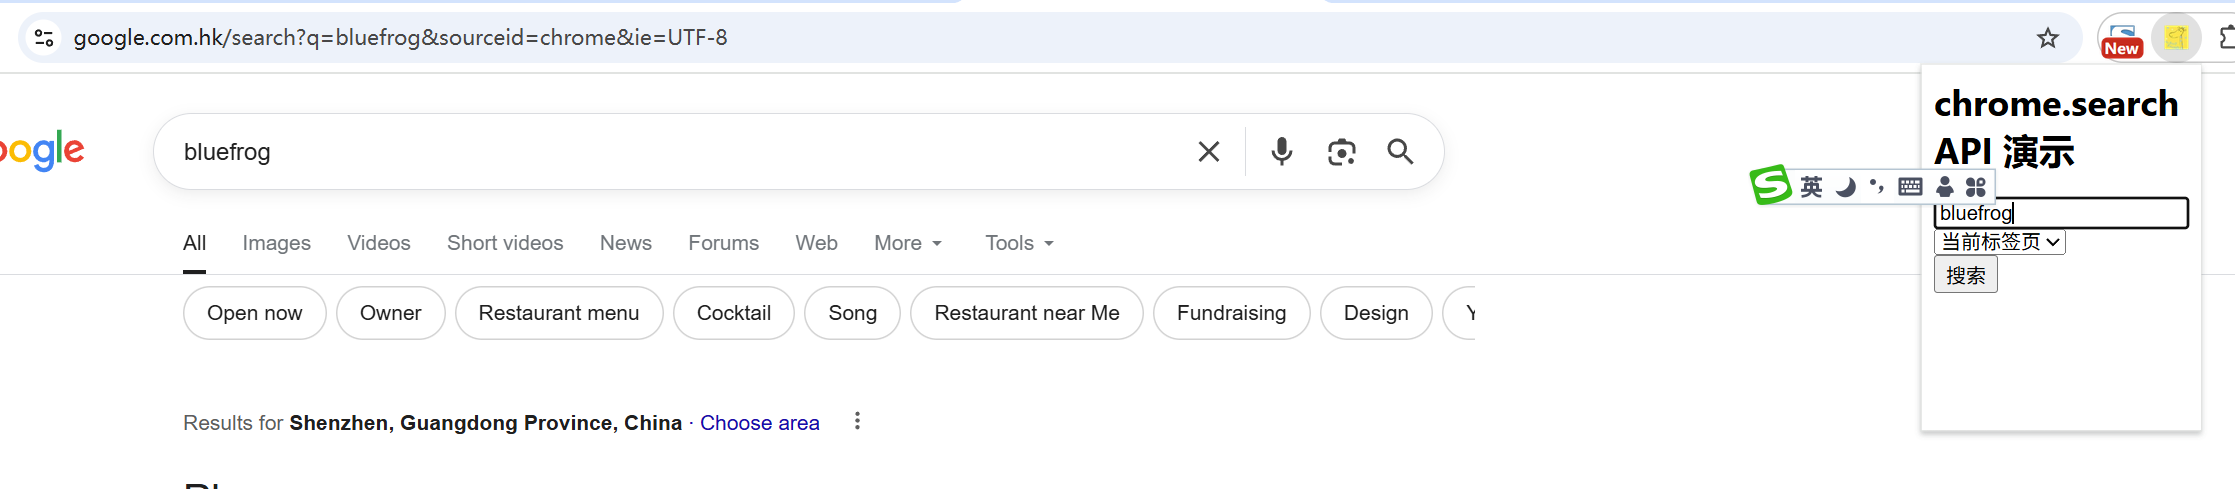 google.com.hk/search?q=bluefrog&sourceid=chrome&ie=UTF-8
New
ogle
bluefrog
All Images Videos Short videos News Forums Web More Tools
Open now Owner Restaurant menu Cocktail Song Restaurant near Me Fundraising Design Y
Results for Shenzhen, Guangdong Province, China · Choose area
chrome.search
API 演示
英
bluefrog
当前标签页
搜索